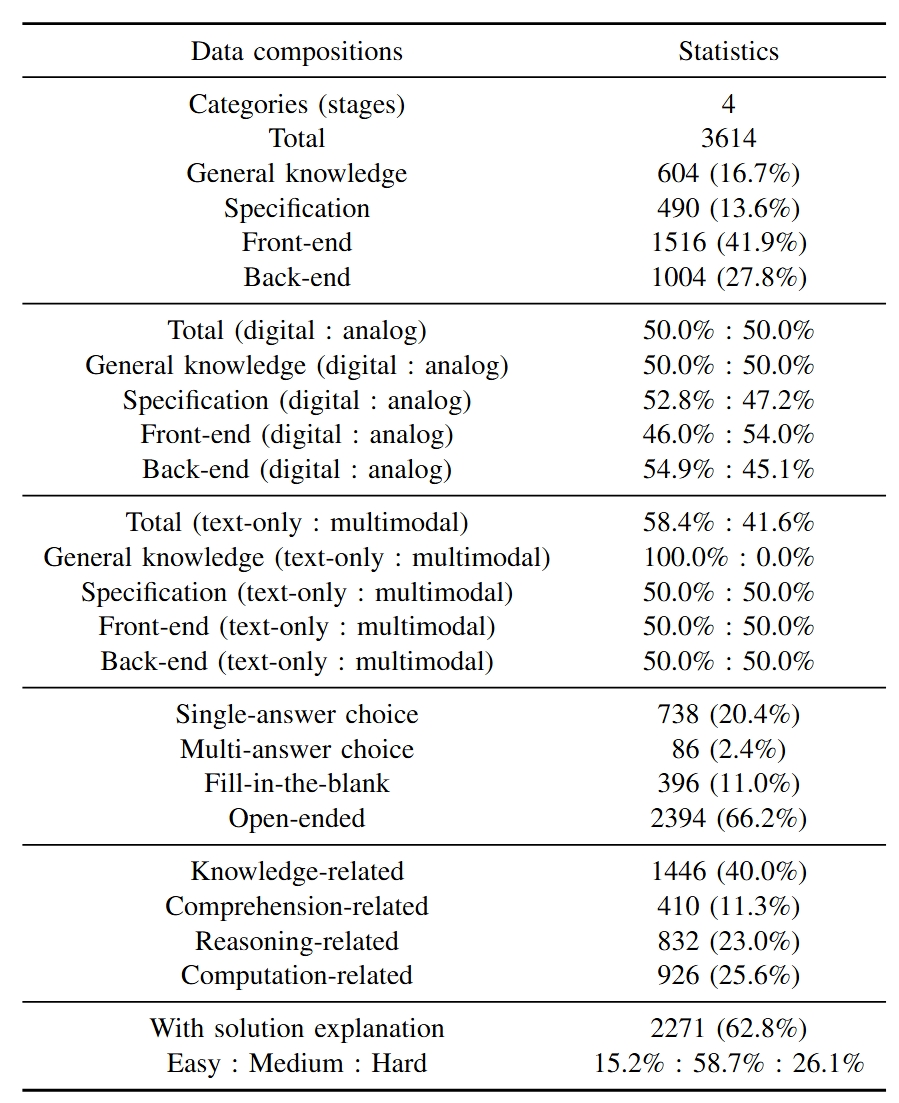 Data compositions Statistics
Categories (stages) 4
Total 3614
General knowledge 604 (16.7%)
Specification 490 (13.6%)
Front-end 1516 (41.9%)
Back-end 1004 (27.8%)
Total (digital : analog) 50.0% : 50.0%
General knowledge (digital : analog) 50.0% : 50.0%
Specification (digital : analog) 52.8% : 47.2%
Front-end (digital : analog) 46.0% : 54.0%
Back-end (digital : analog) 54.9% : 45.1%
Total (text-only : multimodal) 58.4% : 41.6%
General knowledge (text-only : multimodal) 100.0% : 0.0%
Specification (text-only : multimodal) 50.0% : 50.0%
Front-end (text-only : multimodal) 50.0% : 50.0%
Back-end (text-only : multimodal) 50.0% : 50.0%
Single-answer choice 738 (20.4%)
Multi-answer choice 86 (2.4%)
Fill-in-the-blank 396 (11.0%)
Open-ended 2394 (66.2%)
Knowledge-related 1446 (40.0%)
Comprehension-related 410 (11.3%)
Reasoning-related 832 (23.0%)
Computation-related 926 (25.6%)
With solution explanation 2271 (62.8%)
Easy : Medium : Hard 15.2% : 58.7% : 26.1%